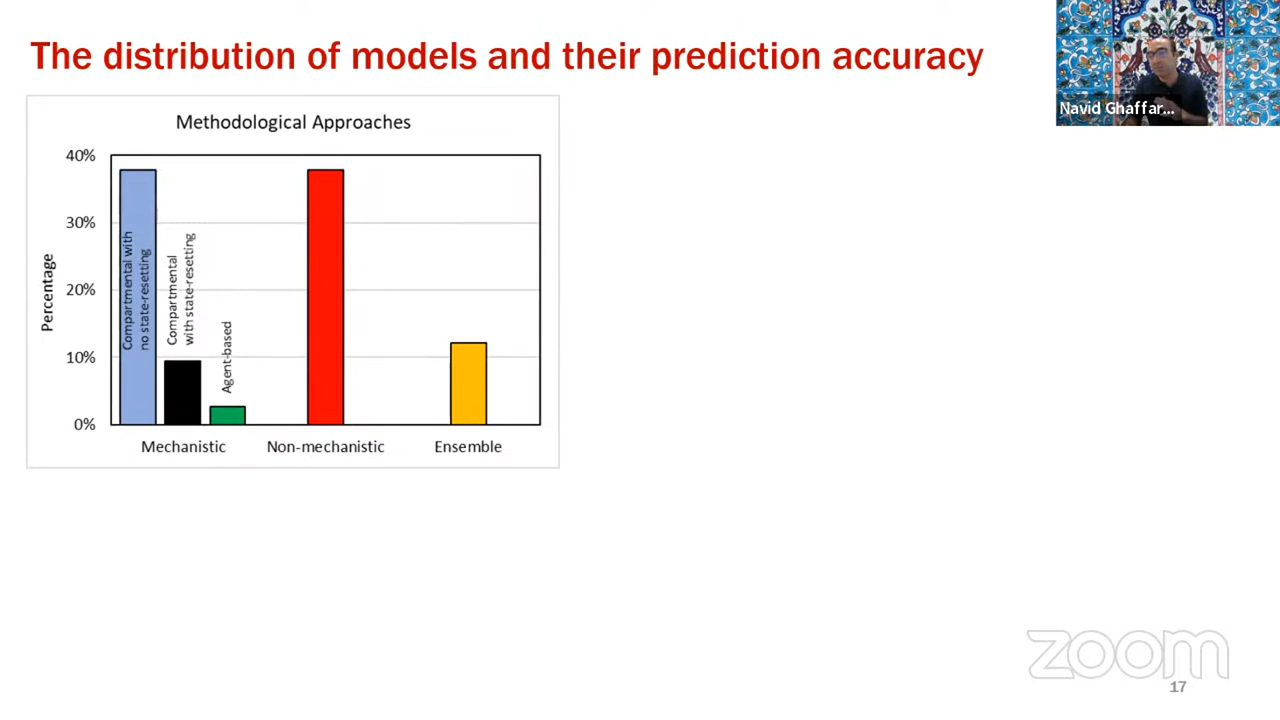 The distribution of models and their prediction accuracy
Navid Ghaffar...
Methodological Approaches
40%
30%
20%
10%
0%
Percentage
Compartmental with
no state-resetting
Compartmental
with state-resetting
Agent-based
Mechanistic
Non-mechanistic
Ensemble
zoom
17